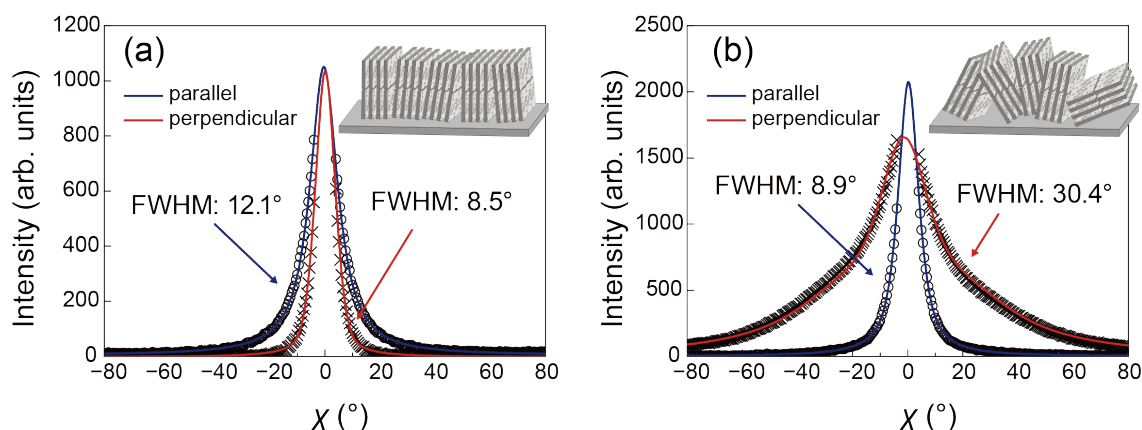 (a)
1200
1000
800
600
400
200
0
Intensity (arb. units)
parallel
perpendicular
FWHM: 12.1°
FWHM: 8.5°
−80 −60 −40 −20 0 20 40 60 80
χ (°)
(b)
2500
2000
1500
1000
500
0
Intensity (arb. units)
parallel
perpendicular
FWHM: 8.9°
FWHM: 30.4°
−80 −60 −40 −20 0 20 40 60 80
χ (°)